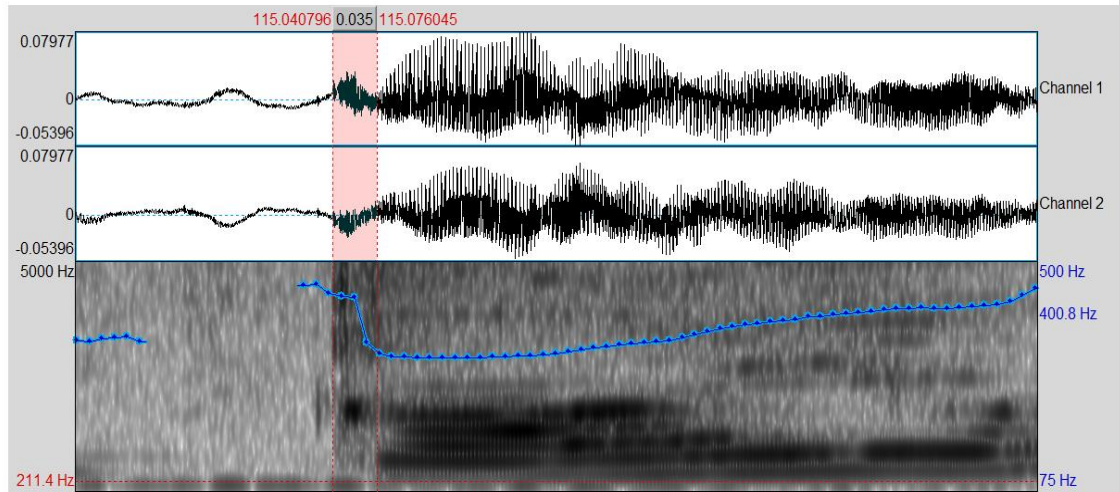 115.040796 0.035 115.076045
0.07977
0
-0.05396
Channel 1
0.07977
0
-0.05396
Channel 2
5000 Hz
500 Hz
400.8 Hz
211.4 Hz
75 Hz